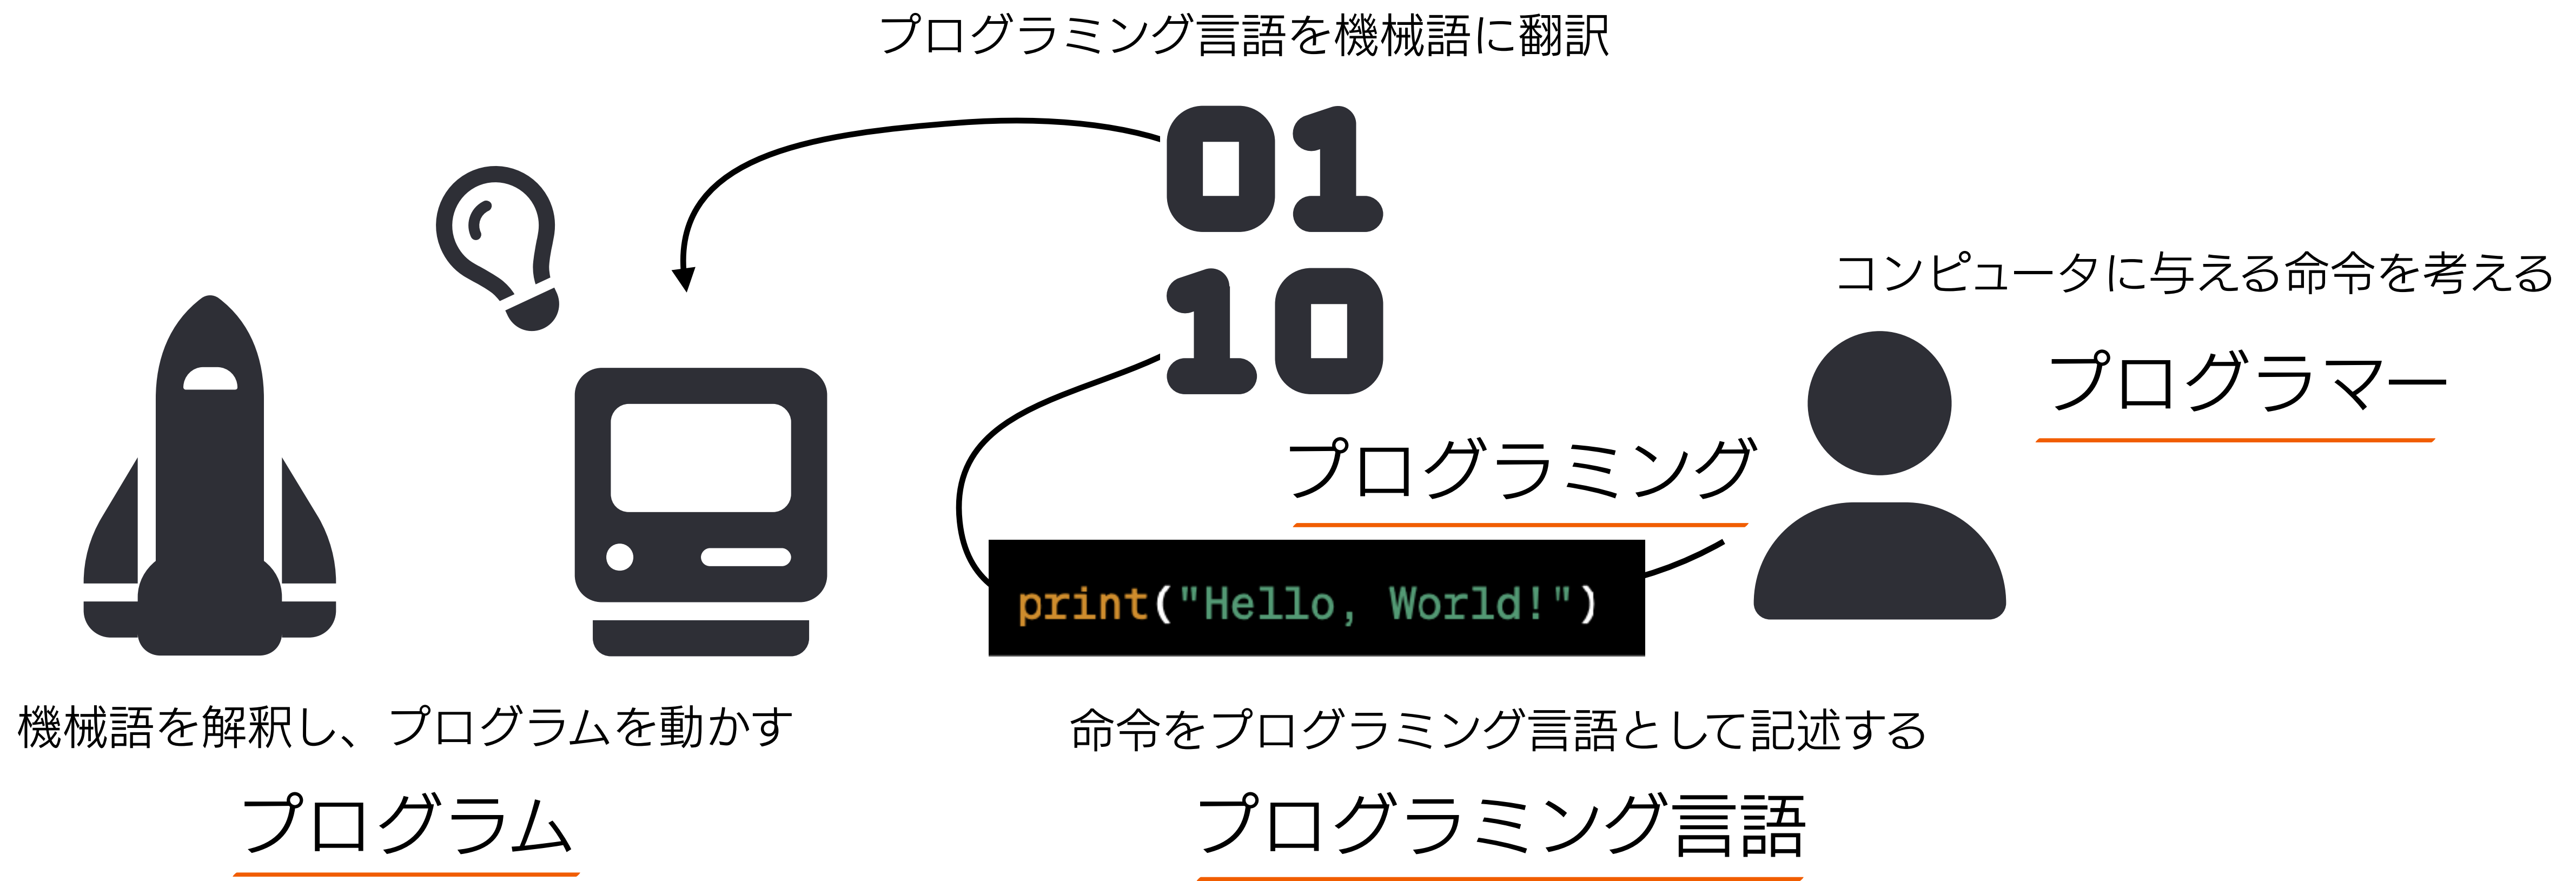 プログラミング言語を機械語に翻訳
01
10
コンピュータに与える命令を考える
プログラマー
プログラミング
print("Hello, World!")
機械語を解釈し、プログラムを動かす
命令をプログラミング言語として記述する
プログラム
プログラミング言語